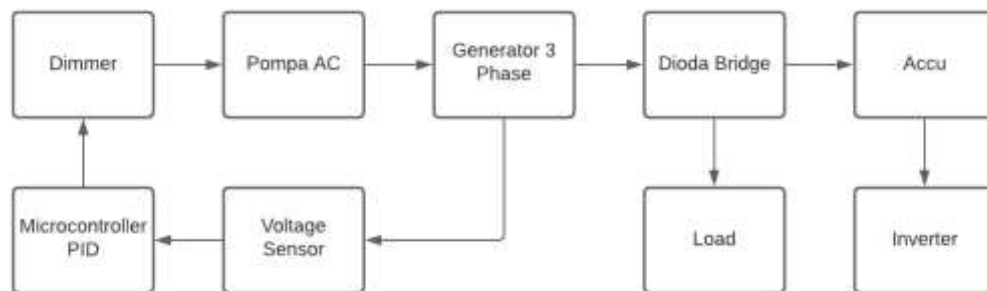 Dimmer
Pompa AC
Generator 3
Phase
Dioda Bridge
Accu
Microcontroller
PID
Voltage
Sensor
Load
Inverter